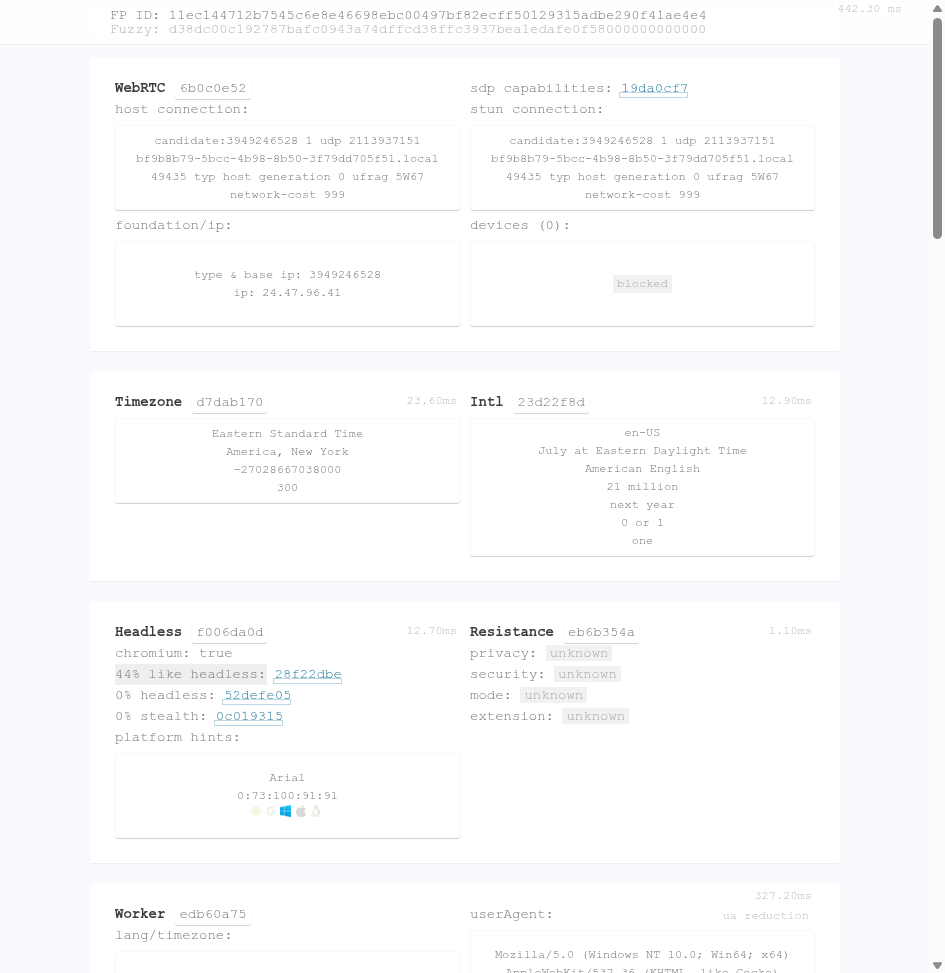 442.30 ms
FP ID: 11ec144712b7545c6e8e46698ebc00497bf82ecff50129315adbe290f41ae4e4
Fuzzy: d38dc00c192787bafc0943a74dffcd38ffc3937bea1edafe0f58000000000000
WebRTC 6b0c0e52
host connection:
candidate:3949246528 1 udp 2113937151
bf9b8b79-5bcc-4b98-8b50-3f79dd705f51.local
49435 typ host generation 0 ufrag 5W67
network-cost 999
foundation/ip:
type & base ip: 3949246528
ip: 24.47.96.41
sdp capabilities: 19da0cf7
stun connection:
candidate:3949246528 1 udp 2113937151
bf9b8b79-5bcc-4b98-8b50-3f79dd705f51.local
49435 typ host generation 0 ufrag 5W67
network-cost 999
devices (0):
blocked
Timezone d7dab170 23.60ms
Eastern Standard Time
America, New York
-27028667038000
300
Intl 23d22f8d 12.90ms
en-US
July at Eastern Daylight Time
American English
21 million
next year
0 or 1
one
Headless f006da0d 12.70ms
chromium: true
44% like headless: 28f22dbe
0% headless: 52defe05
0% stealth: 0c019315
platform hints:
Arial
0:73:100:91:91
Resistance eb6b354a 1.10ms
privacy: unknown
security: unknown
mode: unknown
extension: unknown
Worker edb60a75
lang/timezone:
327.20ms
userAgent: ua reduction
Mozilla/5.0 (Windows NT 10.0; Win64; x64)
AppleWebKit/537.36 (KHTML, like Gecko)